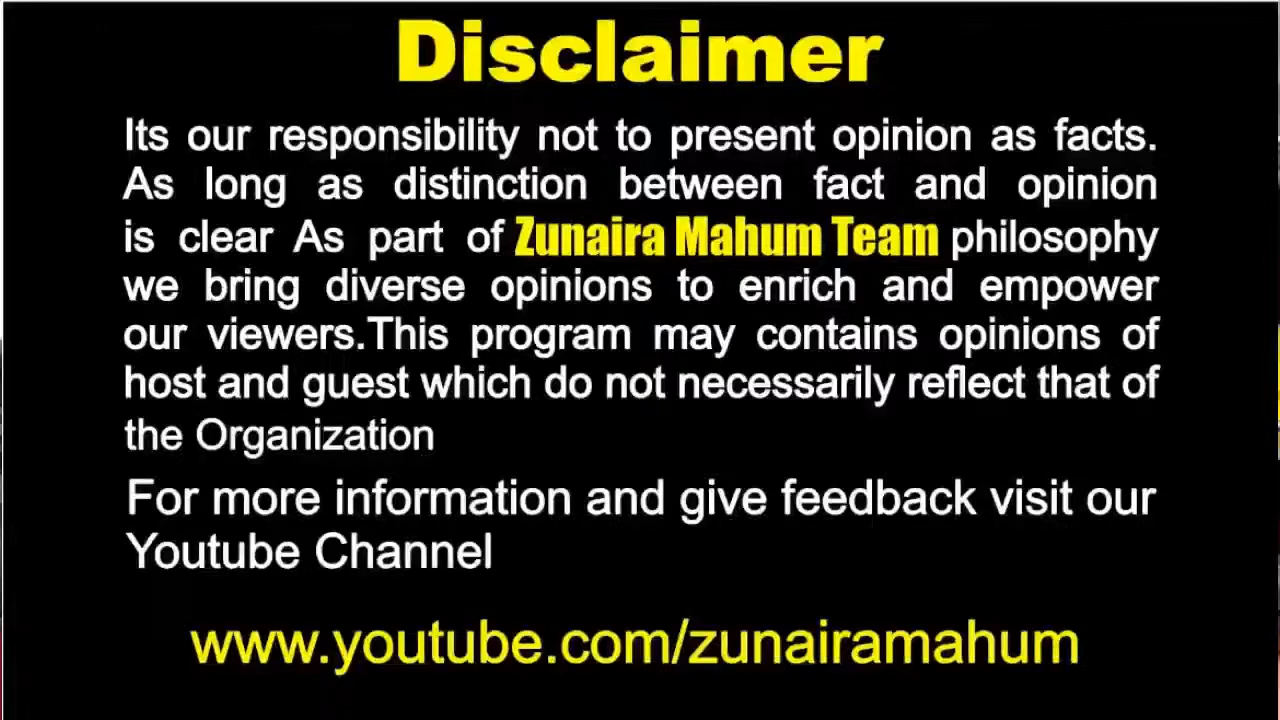 Disclaimer
Its our responsibility not to present opinion as facts.
As long as distinction between fact and opinion
is clear As part of Zunaira Mahum Team philosophy
we bring diverse opinions to enrich and empower
our viewers.This program may contains opinions of
host and guest which do not necessarily reflect that of
the Organization
For more information and give feedback visit our
Youtube Channel
www.youtube.com/zunairamahum